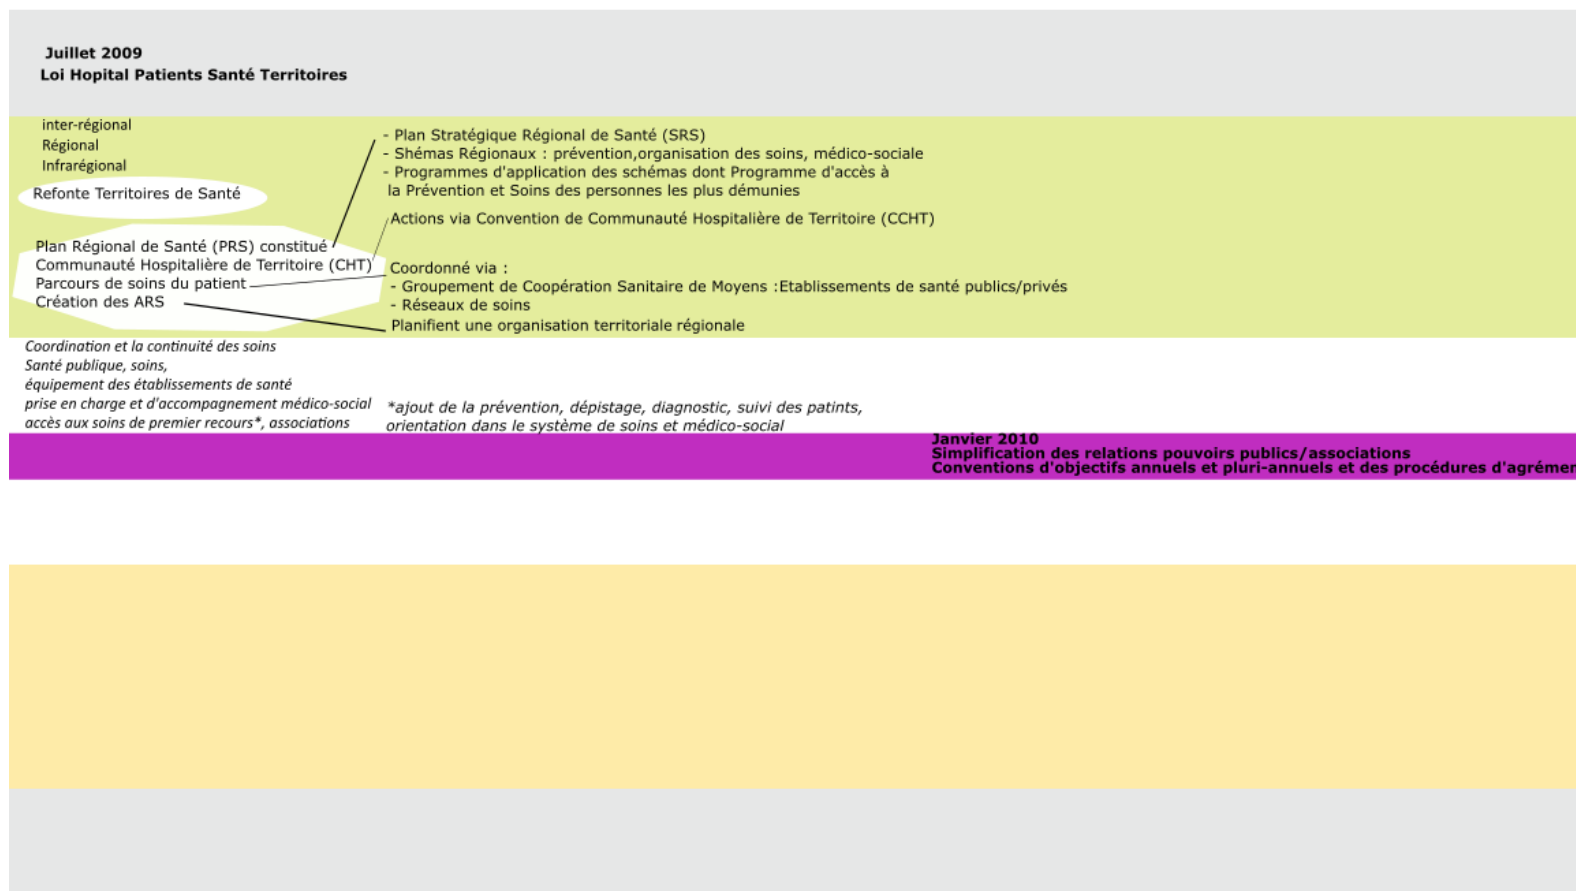 Juillet 2009
Loi Hopital Patients Santé Territoires
inter-régional
Régional
Infrarégional
Refonte Territoires de Santé
- Plan Stratégique Régional de Santé (SRS)
- Shémas Régionaux : prévention,organisation des soins, médico-sociale
- Programmes d'application des schémas dont Programme d'accès à
la Prévention et Soins des personnes les plus démunies
Actions via Convention de Communauté Hospitalière de Territoire (CCHT)
Plan Régional de Santé (PRS) constitué
Communauté Hospitalière de Territoire (CHT)
Parcours de soins du patient
Création des ARS
Coordonné via :
- Groupement de Coopération Sanitaire de Moyens :Etablissements de santé publics/privés
- Réseaux de soins
Planifient une organisation territoriale régionale
Coordination et la continuité des soins
Santé publique, soins,
équipement des établissements de santé
prise en charge et d'accompagnement médico-social
accès aux soins de premier recours*, associations
*ajout de la prévention, dépistage, diagnostic, suivi des patints,
orientation dans le système de soins et médico-social
Janvier 2010
Simplification des relations pouvoirs publics/associations
Conventions d'objectifs annuels et pluri-annuels et des procédures d'agrémen